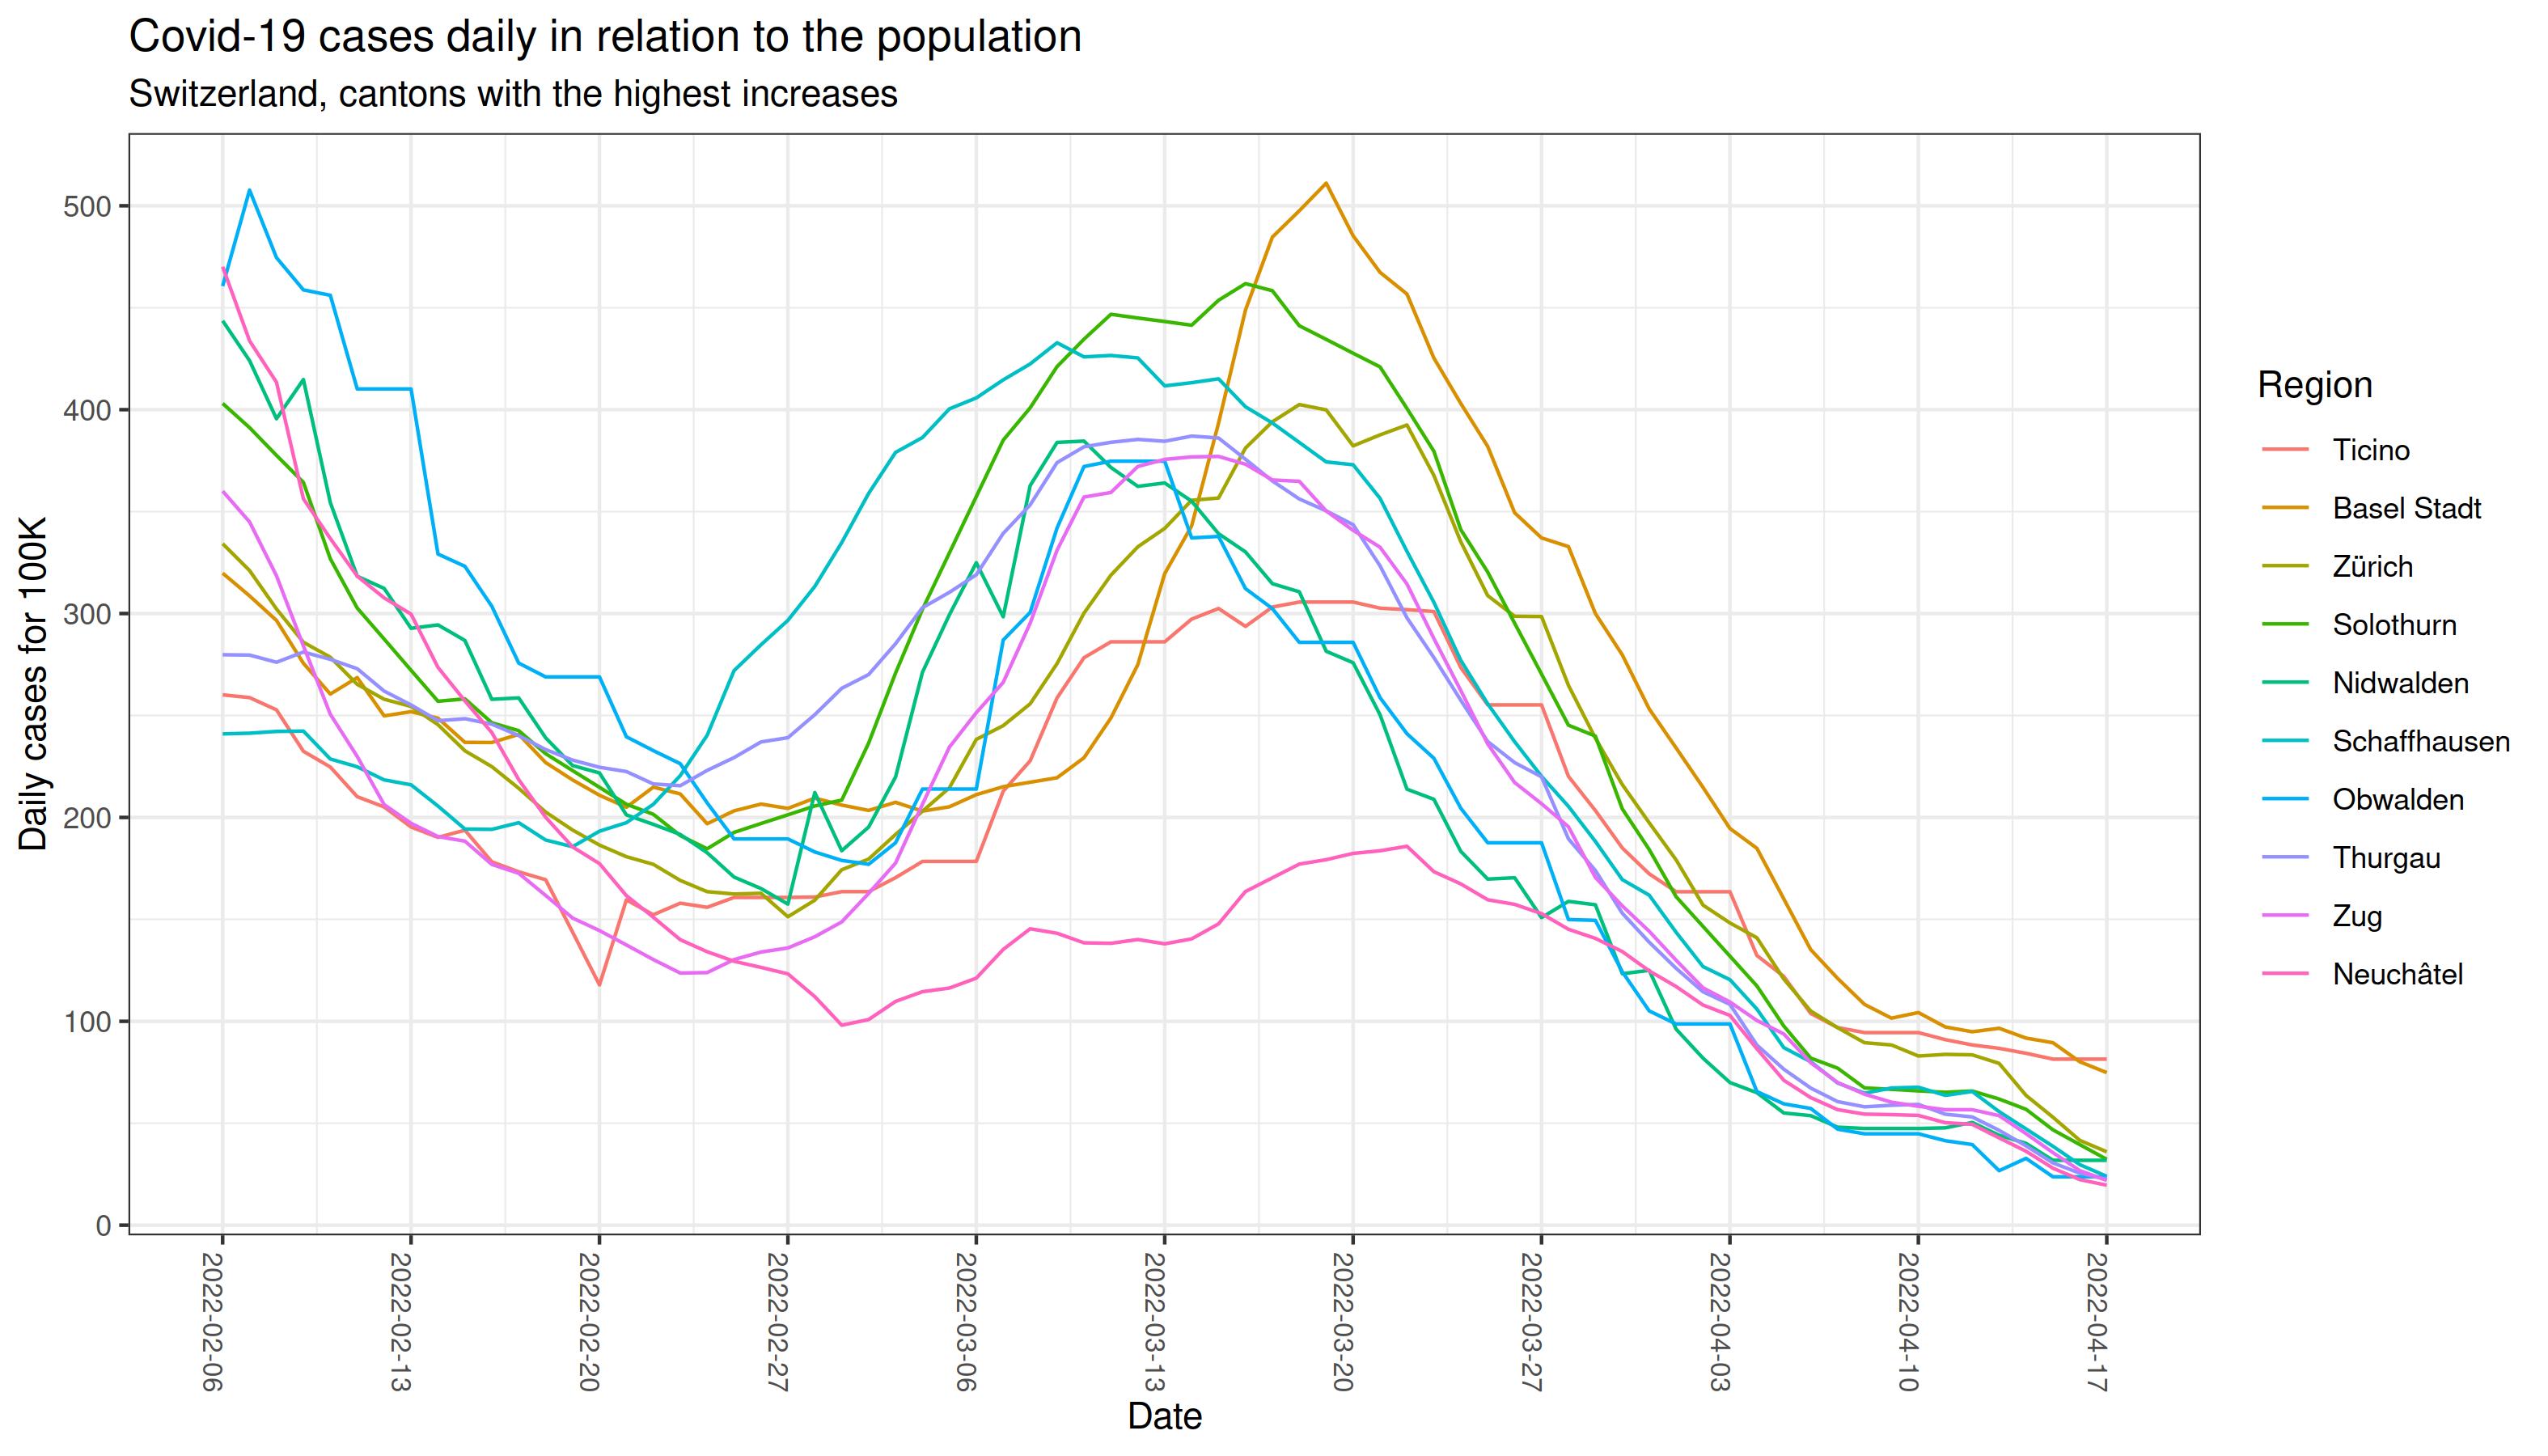 Covid-19 cases daily in relation to the population
Switzerland, cantons with the highest increases
Daily cases for 100K
500
400
300
200
100
0
2022-02-06
2022-02-13
2022-02-20
2022-02-27
2022-03-06
2022-03-13
2022-03-20
2022-03-27
2022-04-03
2022-04-10
2022-04-17
Date
Region
Ticino
Basel Stadt
Zürich
Solothurn
Nidwalden
Schaffhausen
Obwalden
Thurgau
Zug
Neuchâtel